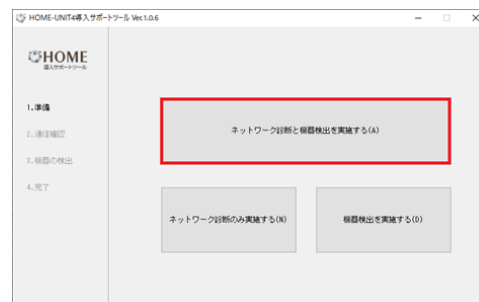 HOME-UNIT4導入サポートツール Ver.1.0.6
HOME
導入サポートツール
1.準備
2.通信確認
3.機器の検出
4.完了
ネットワーク診断と機器検出を実施する(A)
ネットワーク診断のみ実施する(N)
機器検出を実施する(D)